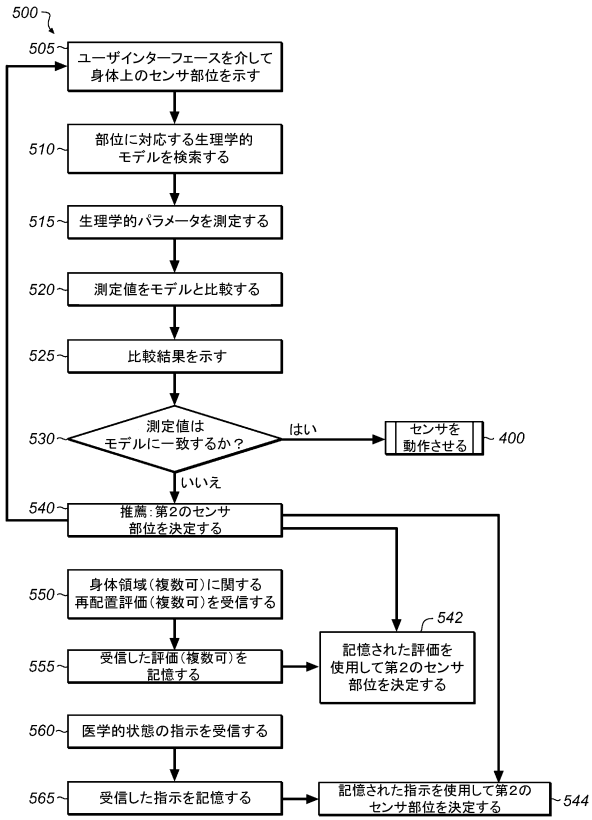 500
505
ユーザインターフェースを介して
身体上のセンサ部位を示す
510
部位に対応する生理学的
モデルを検索する
515
生理学的パラメータを測定する
520
測定値をモデルと比較する
525
比較結果を示す
530
測定値は
モデルに一致するか?
はい
センサを
動作させる
400
いいえ
540
推薦:第2のセンサ
部位を決定する
550
身体領域(複数可)に関する
再配置評価(複数可)を受信する
542
記憶された評価を
使用して第2のセンサ
部位を決定する
555
受信した評価(複数可)を
記憶する
560
医学的状態の指示を受信する
565
受信した指示を記憶する
記憶された指示を使用して第2の
センサ部位を決定する
544